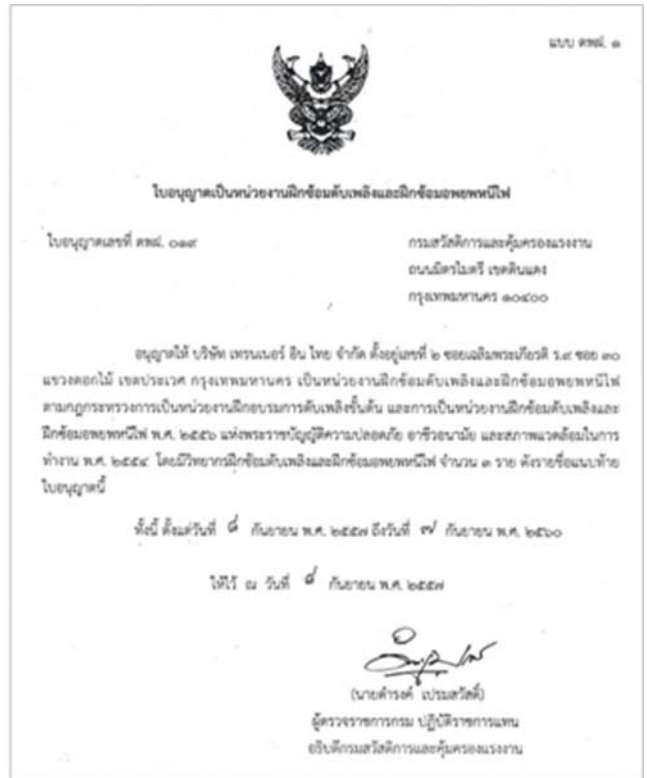 แบบ ดพฝ. ๑
ใบอนุญาตเป็นหน่วยงานฝึกซ้อมดับเพลิงและฝึกซ้อมอพยพหนีไฟ
ใบอนุญาตเลขที่ ดพฝ. ๐๑๙
กรมสวัสดิการและคุ้มครองแรงงาน
ถนนมิตรไมตรี เขตดินแดง
กรุงเทพมหานคร ๑๐๔๐๐
อนุญาตให้ บริษัท เทรนเนอร์ อิน ไทย จำกัด ตั้งอยู่เลขที่ ๒ ซอยเฉลิมพระเกียรติ ร.๙ ซอย ๓๐
แขวงดอกไม้ เขตประเวศ กรุงเทพมหานคร เป็นหน่วยงานฝึกซ้อมดับเพลิงและฝึกซ้อมอพยพหนีไฟ
ตามกฎกระทรวงการเป็นหน่วยงานฝึกอบรมการดับเพลิงขั้นต้น และการเป็นหน่วยงานฝึกซ้อมดับเพลิงและ
ฝึกซ้อมอพยพหนีไฟ พ.ศ. ๒๕๕๖ แห่งพระราชบัญญัติความปลอดภัย อาชีวอนามัย และสภาพแวดล้อมในการ
ทำงาน พ.ศ. ๒๕๕๔ โดยมีวิทยากรฝึกซ้อมดับเพลิงและฝึกซ้อมอพยพหนีไฟ จำนวน ๓ ราย ดังรายชื่อแนบท้าย
ใบอนุญาตนี้
ทั้งนี้ ตั้งแต่วันที่ ๘ กันยายน พ.ศ. ๒๕๕๗ ถึงวันที่ ๗ กันยายน พ.ศ. ๒๕๖๐
ให้ไว้ ณ วันที่ ๘ กันยายน พ.ศ. ๒๕๕๗
(นายดำรงค์ เปรมสวัสดิ์)
ผู้ตรวจราชการกรม ปฏิบัติราชการแทน
อธิบดีกรมสวัสดิการและคุ้มครองแรงงาน